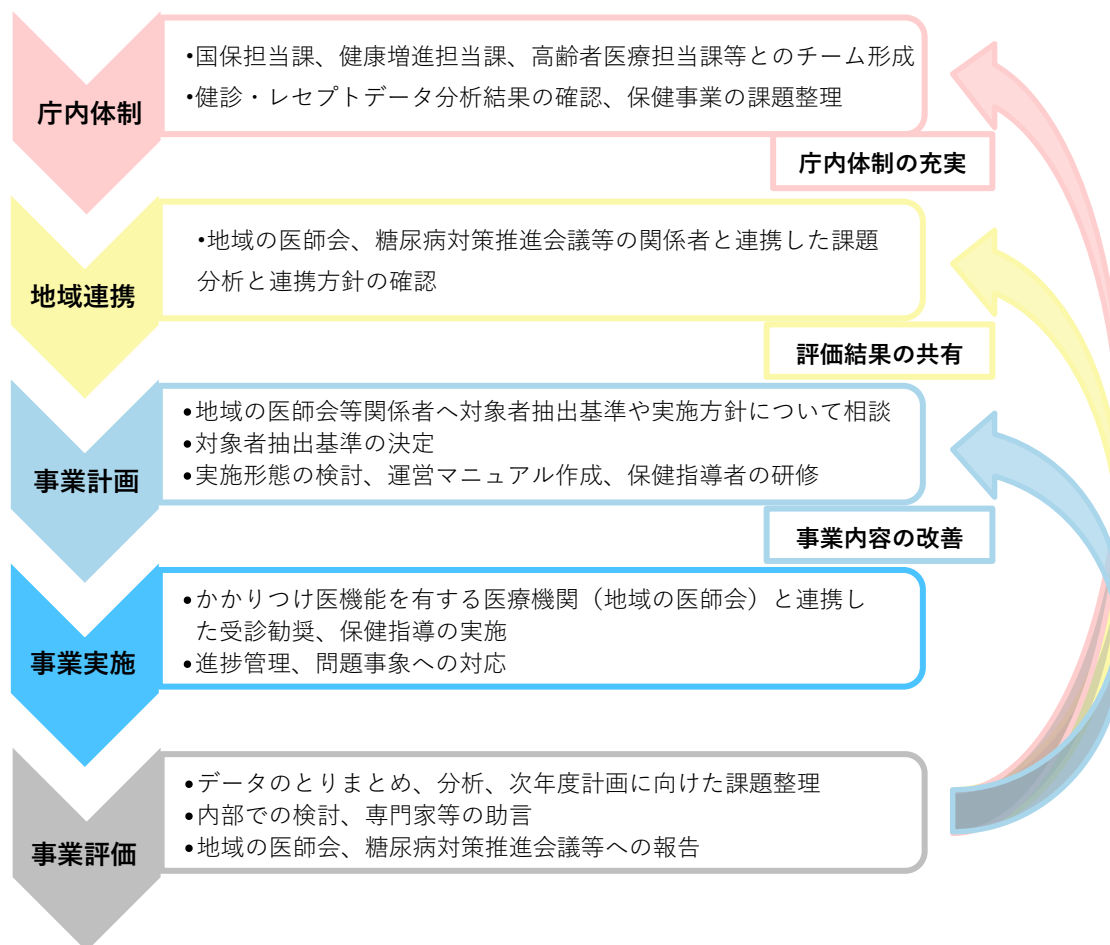 庁内体制
•国保担当課、健康増進担当課、高齢者医療担当課等とのチーム形成
•健診・レセプトデータ分析結果の確認、保健事業の課題整理
庁内体制の充実
地域連携
•地域の医師会、糖尿病対策推進会議等の関係者と連携した課題
分析と連携方針の確認
評価結果の共有
事業計画
•地域の医師会等関係者へ対象者抽出基準や実施方針について相談
•対象者抽出基準の決定
•実施形態の検討、運営マニュアル作成、保健指導者の研修
事業内容の改善
事業実施
•かかりつけ医機能を有する医療機関（地域の医師会）と連携し
た受診勧奨、保健指導の実施
•進捗管理、問題事象への対応
事業評価
•データのとりまとめ、分析、次年度計画に向けた課題整理
•内部での検討、専門家等の助言
•地域の医師会、糖尿病対策推進会議等への報告